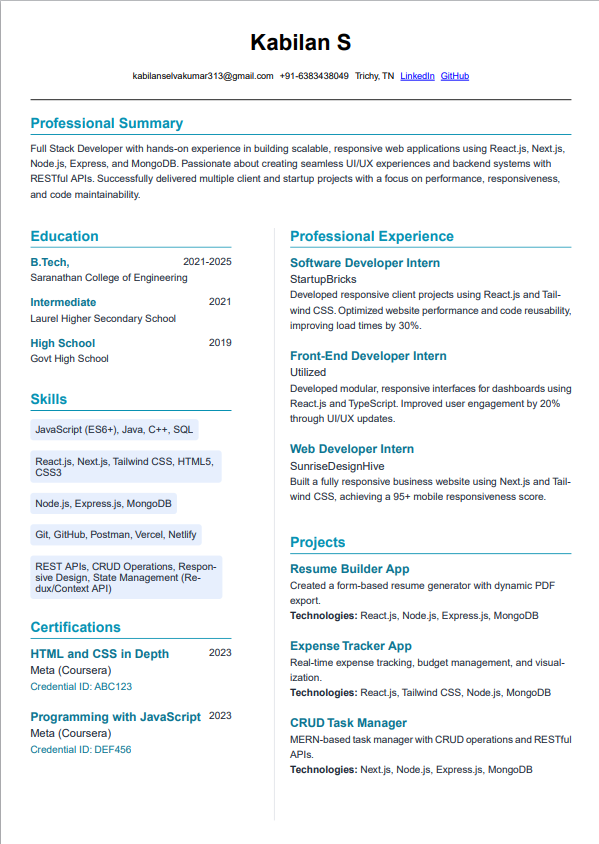 Kabilan S
kabilanselvakumar313@gmail.com +91-6383438049 Trichy, TN LinkedIn GitHub
Professional Summary
Full Stack Developer with hands-on experience in building scalable, responsive web applications using React.js, Next.js,
Node.js, Express, and MongoDB. Passionate about creating seamless UI/UX experiences and backend systems with
RESTful APIs. Successfully delivered multiple client and startup projects with a focus on performance, responsiveness,
and code maintainability.
Education
B.Tech, 2021-2025
Saranathan College of Engineering
Intermediate 2021
Laurel Higher Secondary School
High School 2019
Govt High School
Skills
JavaScript (ES6+), Java, C++, SQL
React.js, Next.js, Tailwind CSS, HTML5,
CSS3
Node.js, Express.js, MongoDB
Git, GitHub, Postman, Vercel, Netlify
REST APIs, CRUD Operations, Respon-
sive Design, State Management (Re-
dux/Context API)
Certifications
HTML and CSS in Depth 2023
Meta (Coursera)
Credential ID: ABC123
Programming with JavaScript 2023
Meta (Coursera)
Credential ID: DEF456
Professional Experience
Software Developer Intern
StartupBricks
Developed responsive client projects using React.js and Tail-
wind CSS. Optimized website performance and code reusability,
improving load times by 30%.
Front-End Developer Intern
Utilized
Developed modular, responsive interfaces for dashboards using
React.js and TypeScript. Improved user engagement by 20%
through UI/UX updates.
Web Developer Intern
SunriseDesignHive
Built a fully responsive business website using Next.js and Tail-
wind CSS, achieving a 95+ mobile responsiveness score.
Projects
Resume Builder App
Created a form-based resume generator with dynamic PDF
export.
Technologies: React.js, Node.js, Express.js, MongoDB
Expense Tracker App
Real-time expense tracking, budget management, and visual-
ization.
Technologies: React.js, Tailwind CSS, Node.js, MongoDB
CRUD Task Manager
MERN-based task manager with CRUD operations and RESTful
APIs.
Technologies: Next.js, Node.js, Express.js, MongoDB